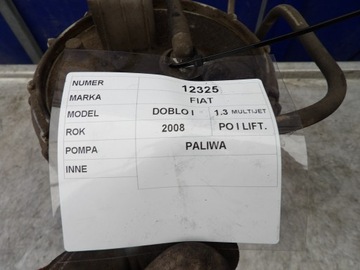 NUMER 12325
MARKA FIAT
MODEL DOBLO I 1.3 MULTIJET
ROK 2008 PO I LIFT.
POMPA PALIWA
INNE